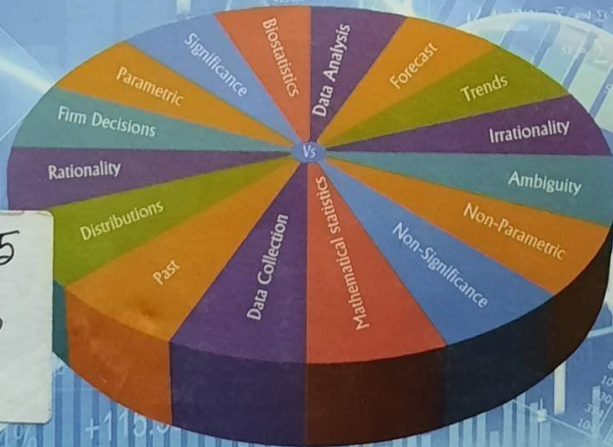 Biostatistics
Data Analysis
Forecast
Trends
Irrationality
Ambiguity
Non-Parametric
Non-Significance
Mathematical statistics
Data Collection
Past
Distributions
Rationality
Firm Decisions
Parametric
Significance
Vs
5